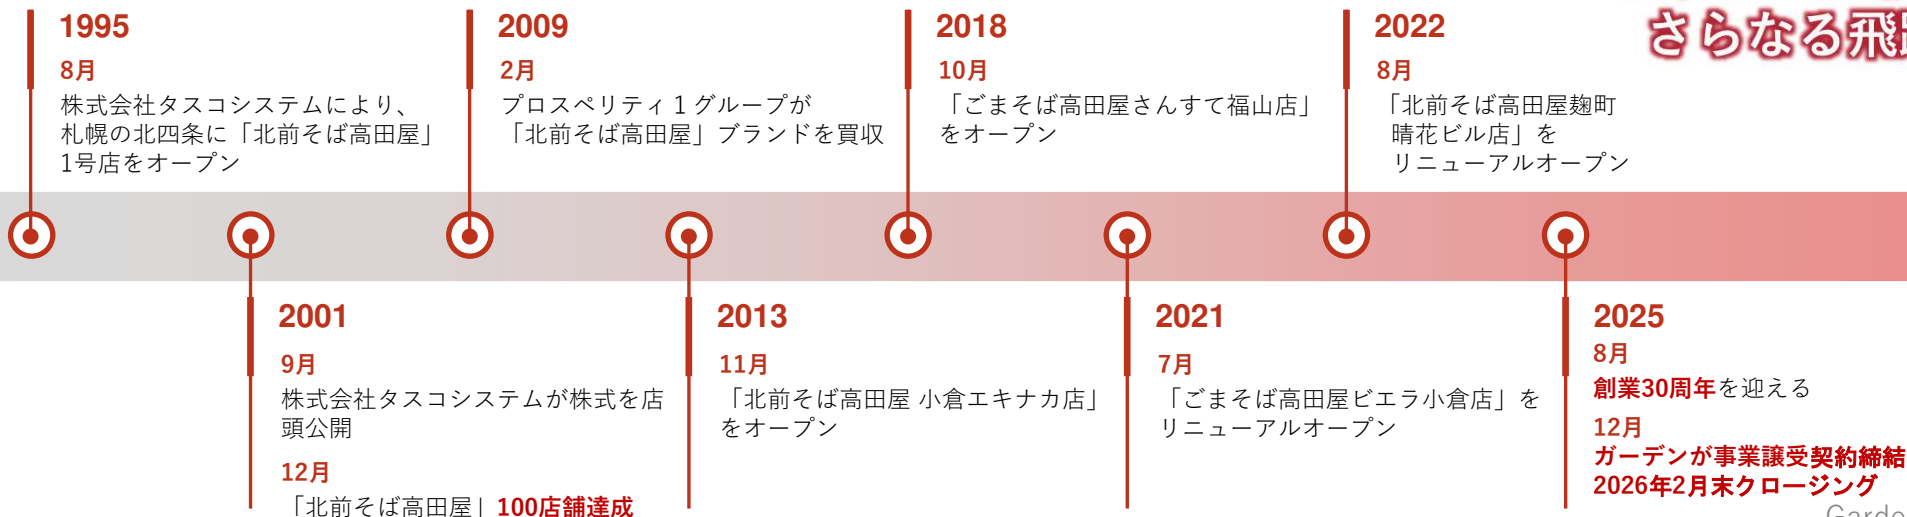 1995
8月
株式会社タスコシステムにより、
札幌の北四条に「北前そば高田屋」
1号店をオープン
2009
2月
プロスペリティ１グループが
「北前そば高田屋」ブランドを買収
2018
10月
「ごまそば高田屋さんすて福山店」
をオープン
2022
8月
「北前そば高田屋麹町
晴花ビル店」を
リニューアルオープン
さらなる飛
2001
9月
株式会社タスコシステムが株式を店
頭公開
12月
「北前そば高田屋」100店舗達成
2013
11月
「北前そば高田屋 小倉エキナカ店」
をオープン
2021
7月
「ごまそば高田屋ビエラ小倉店」を
リニューアルオープン
2025
8月
創業30周年を迎える
12月
ガーデンが事業譲受契約締結
2026年2月末クロージング